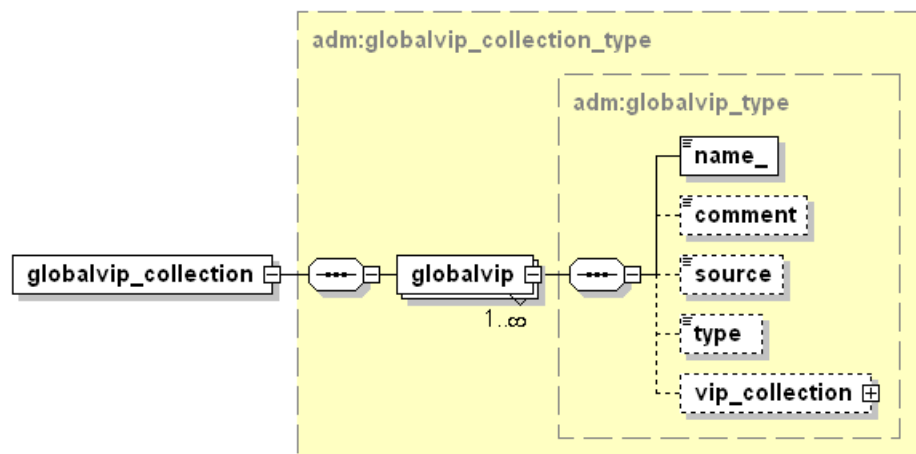 adm:globalvip_collection_type
adm:globalvip_type
name_
comment
globalvip_collection
globalvip
source
1..∞
type
vip_collection